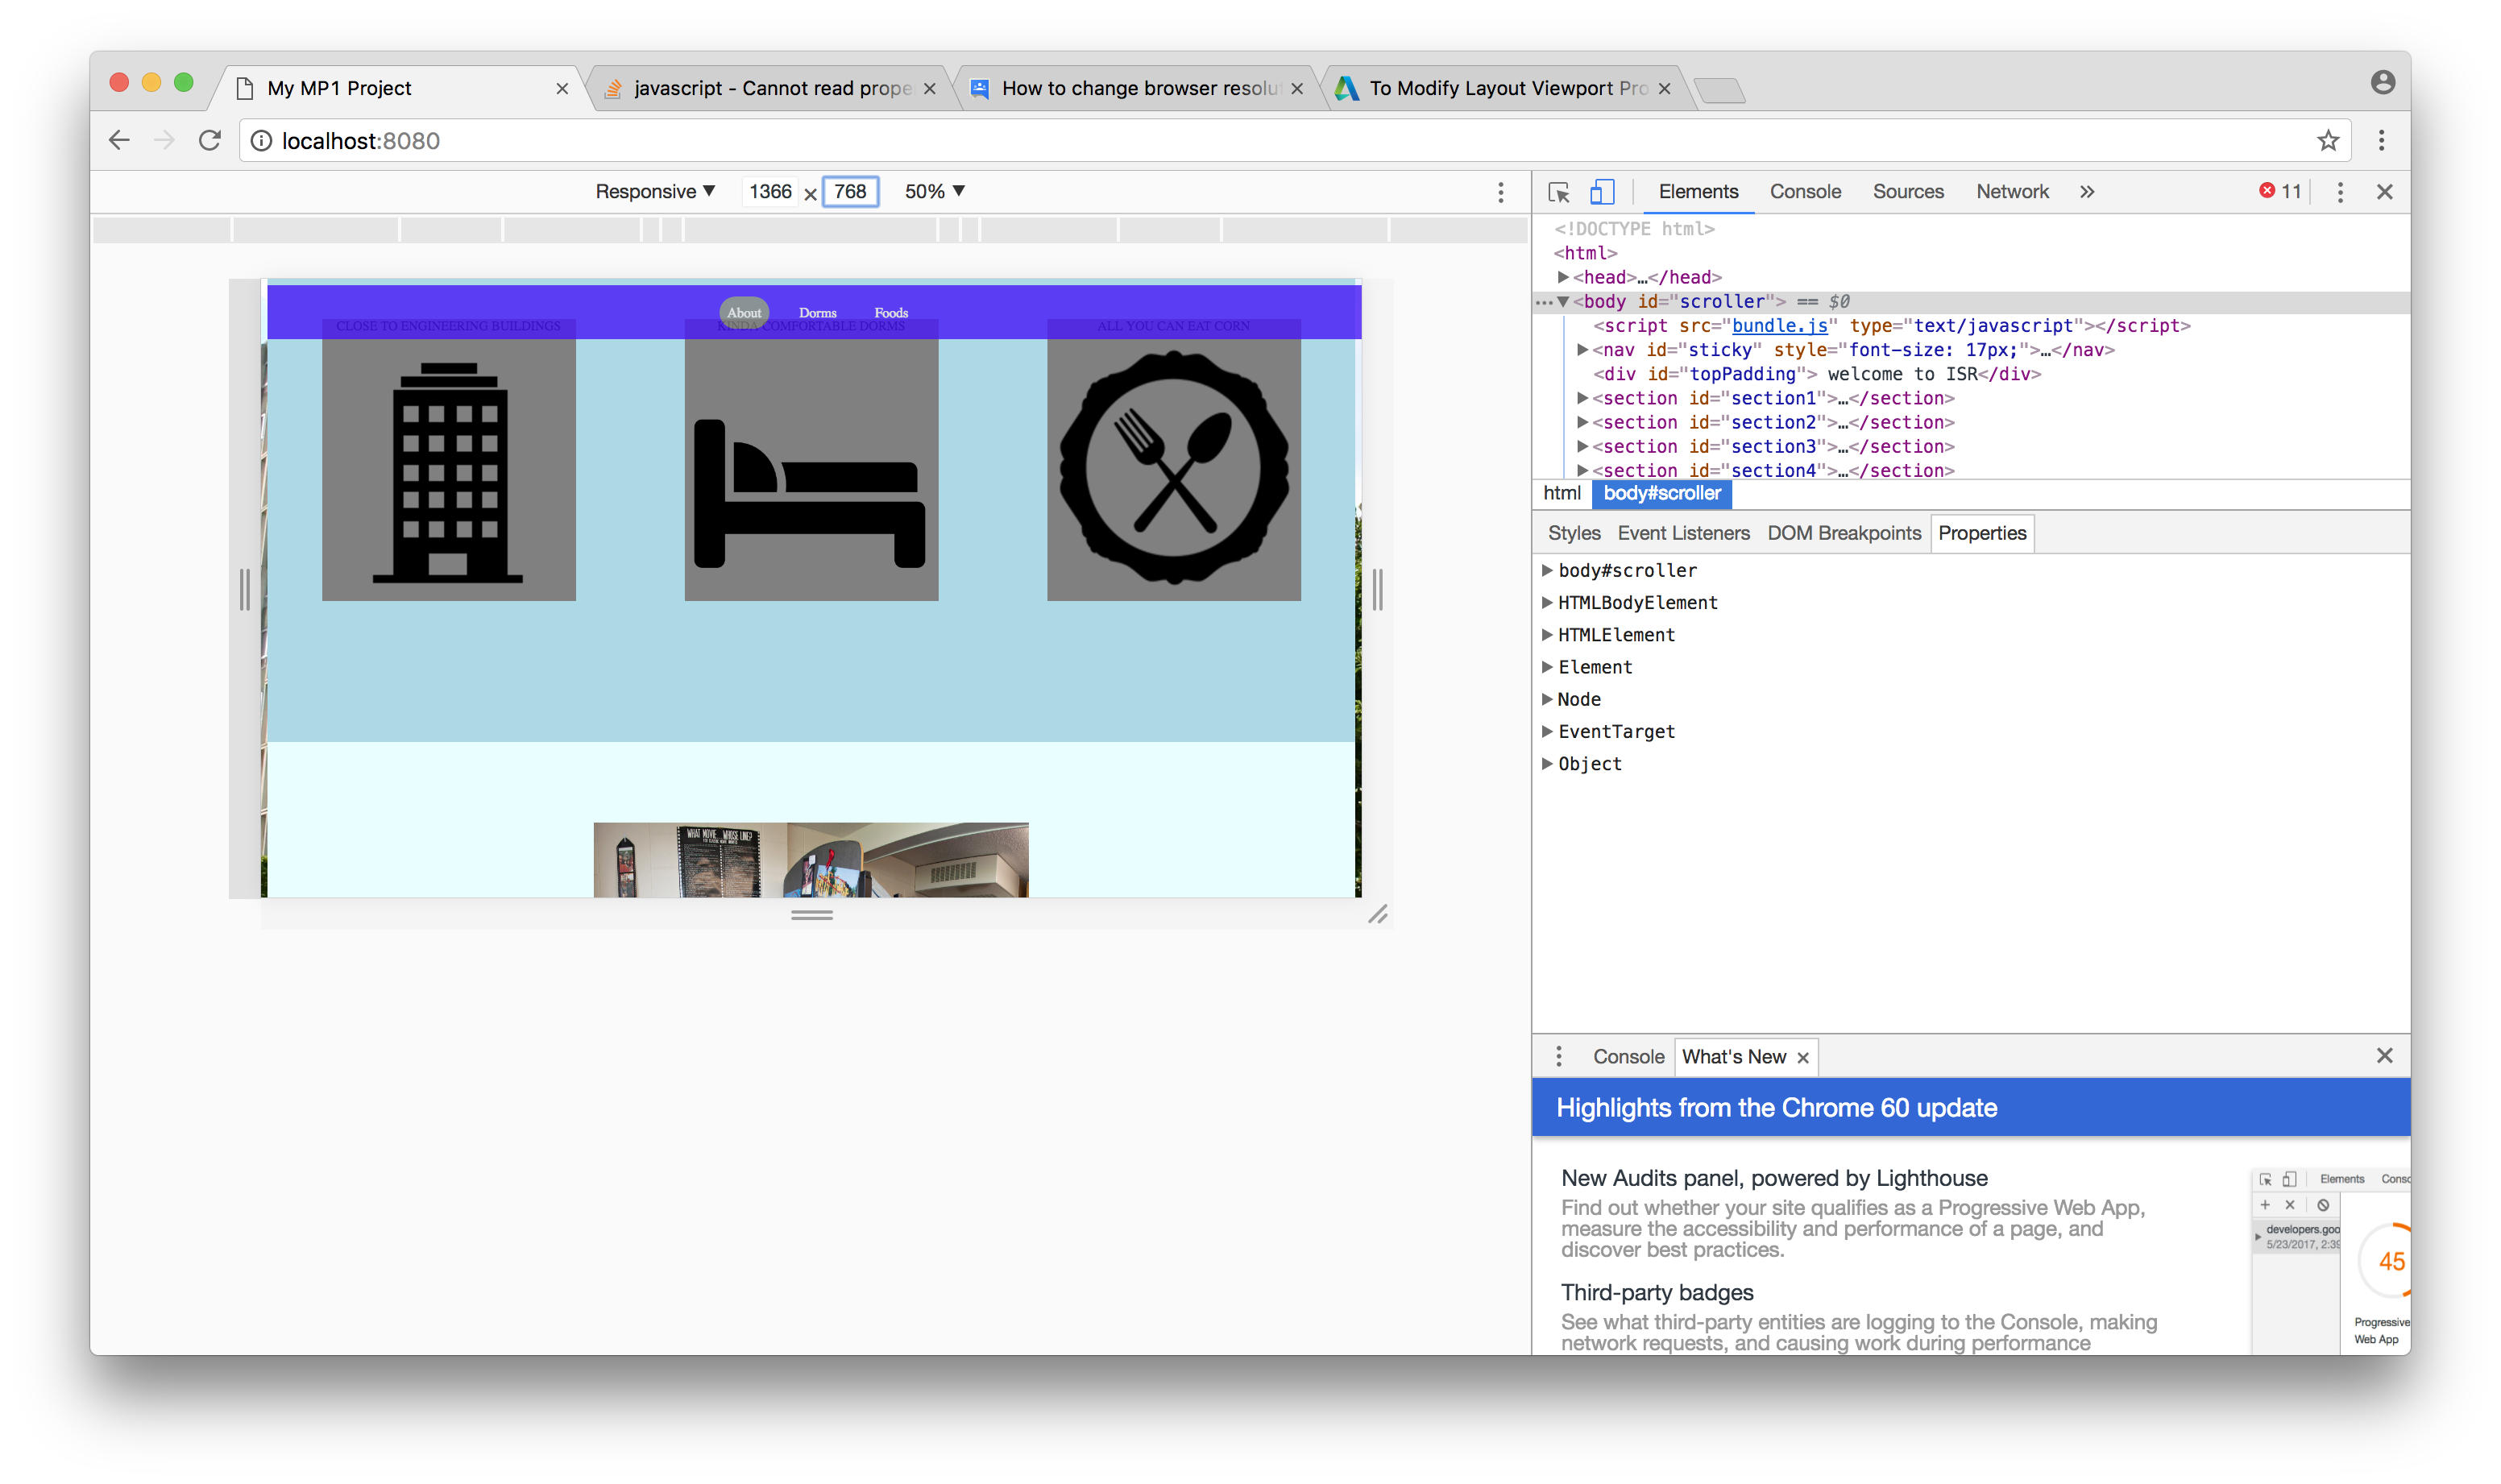 My MP1 Project
javascript - Cannot read prope
How to change browser resolu
To Modify Layout Viewport Pro
localhost:8080
Responsive ▼ 1366 × 768 50% ▼
Elements Console Sources Network » 11
About Dorms Foods
CLOSE TO ENGINEERING BUILDINGS
KINDA COMFORTABLE DORMS
ALL YOU CAN EAT CORN
WHAT MOVIE... WHOSE LINE?
<!DOCTYPE html>
<html>
▶<head>…</head>
…▼<body id="scroller"> == $0
<script src="bundle.js" type="text/javascript"></script>
▶<nav id="sticky" style="font-size: 17px;">…</nav>
<div id="topPadding"> welcome to ISR</div>
▶<section id="section1">…</section>
▶<section id="section2">…</section>
▶<section id="section3">…</section>
▶<section id="section4">…</section>
html body#scroller
Styles Event Listeners DOM Breakpoints Properties
▶body#scroller
▶HTMLBodyElement
▶HTMLElement
▶Element
▶Node
▶EventTarget
▶Object
Console What's New ×
Highlights from the Chrome 60 update
New Audits panel, powered by Lighthouse
Find out whether your site qualifies as a Progressive Web App,
measure the accessibility and performance of a page, and
discover best practices.
Third-party badges
See what third-party entities are logging to the Console, making
network requests, and causing work during performance
Elements Consc
developers.goo
5/23/2017, 2:39
45
Progressive
Web App